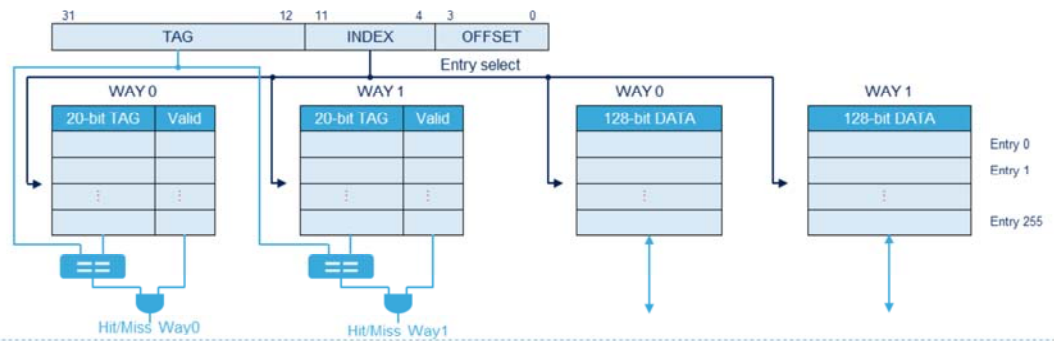 31 12 11 4 3 0
TAG INDEX OFFSET
Entry select
WAY 0 WAY 1 WAY 0 WAY 1
20-bit TAG Valid 20-bit TAG Valid 128-bit DATA 128-bit DATA
Entry 0
Entry 1
⋮ ⋮ ⋮ ⋮ ⋮ ⋮
Entry 255
== ==
Hit/Miss Way0 Hit/Miss Way1